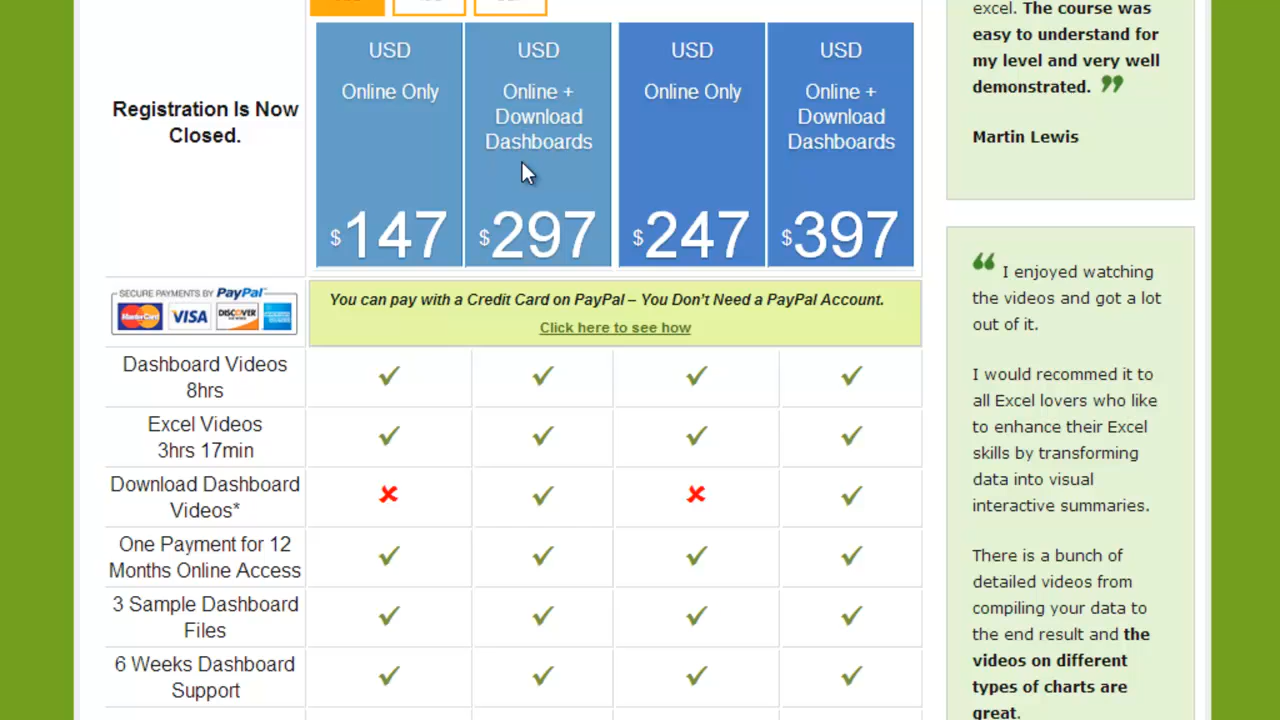 Registration Is Now
Closed.
USD
Online Only
$147
USD
Online +
Download
Dashboards
$297
USD
Online Only
$247
USD
Online +
Download
Dashboards
$397
SECURE PAYMENTS BY PayPal
MasterCard VISA DISCOVER
You can pay with a Credit Card on PayPal – You Don't Need a PayPal Account.
Click here to see how
Dashboard Videos
8hrs
Excel Videos
3hrs 17min
Download Dashboard
Videos*
One Payment for 12
Months Online Access
3 Sample Dashboard
Files
6 Weeks Dashboard
Support
excel. The course was
easy to understand for
my level and very well
demonstrated. ”
Martin Lewis
“ I enjoyed watching
the videos and got a lot
out of it.
I would recommed it to
all Excel lovers who like
to enhance their Excel
skills by transforming
data into visual
interactive summaries.
There is a bunch of
detailed videos from
compiling your data to
the end result and the
videos on different
types of charts are
great.